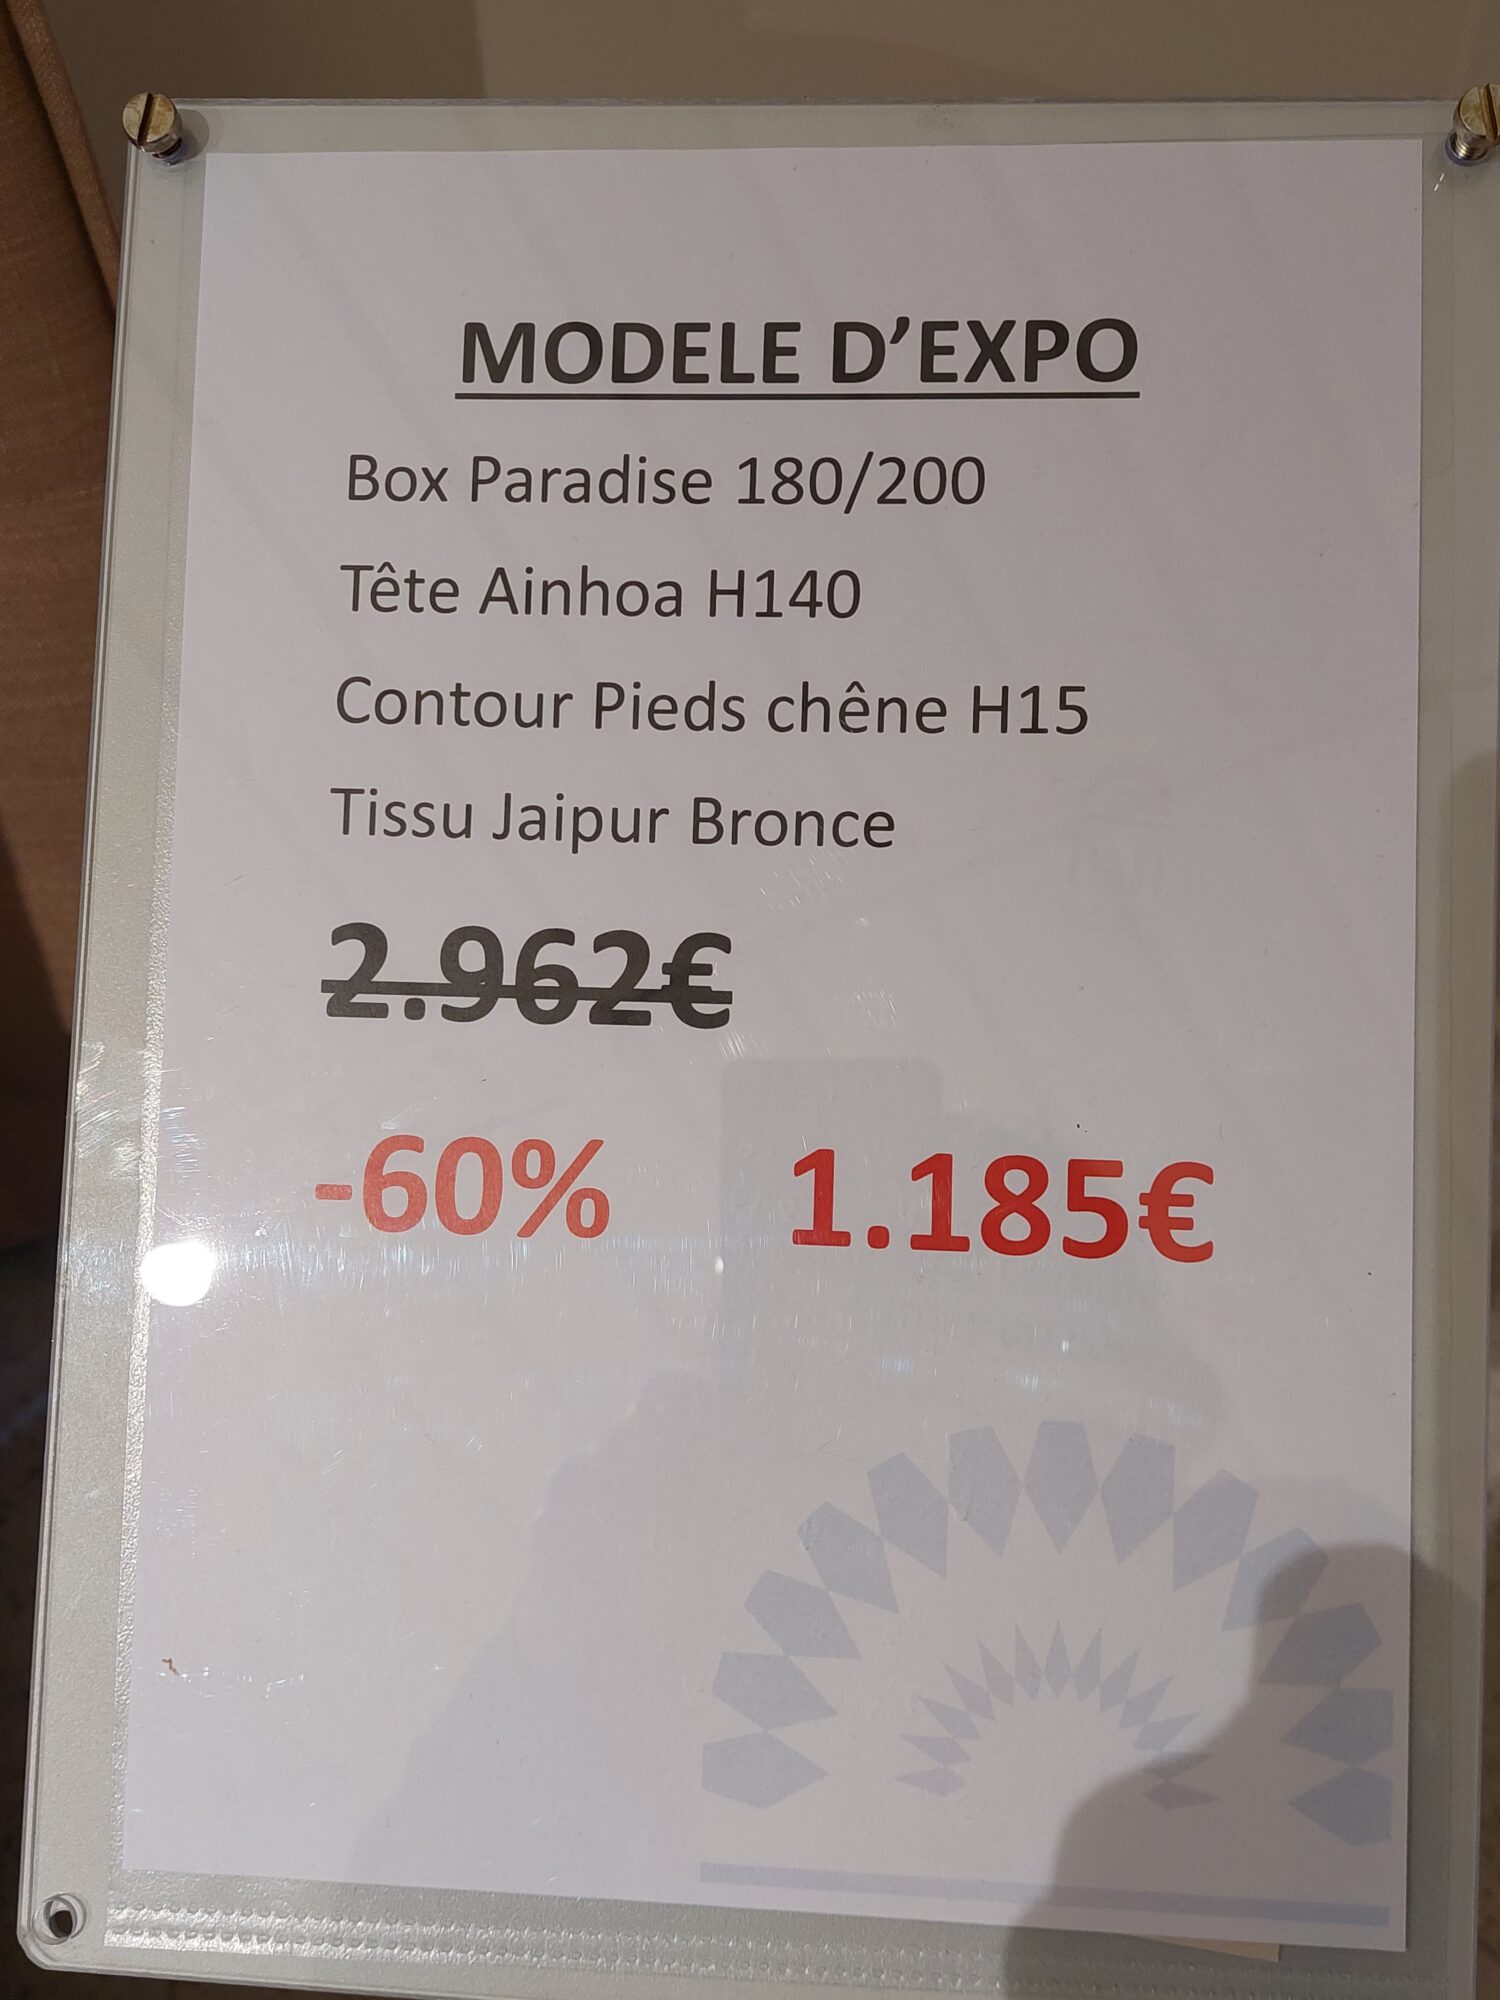 MODELE D’EXPO
Box Paradise 180/200
Tête Ainhoa H140
Contour Pieds chêne H15
Tissu Jaipur Bronce
2.962€
-60% 1.185€